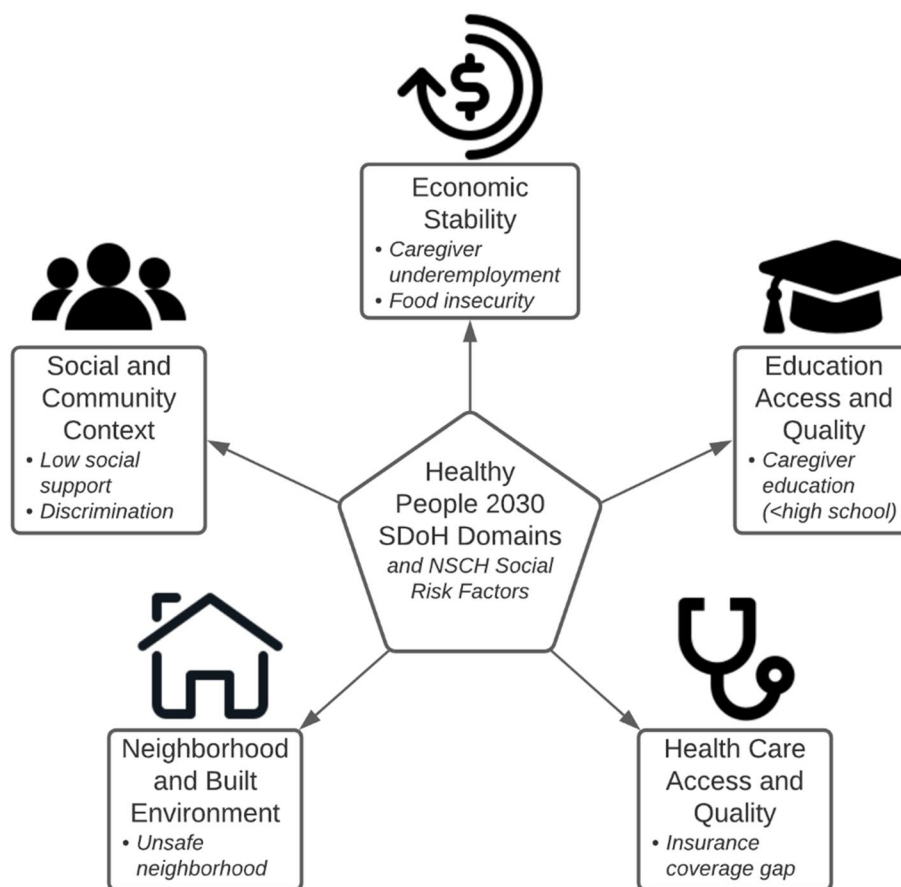 $
Economic
Stability
• Caregiver
underemployment
• Food insecurity
Social and
Community
Context
• Low social
support
• Discrimination
Education
Access and
Quality
• Caregiver
education
(<high school)
Healthy
People 2030
SDoH Domains
and NSCH Social
Risk Factors
Neighborhood
and Built
Environment
• Unsafe
neighborhood
Health Care
Access and
Quality
• Insurance
coverage gap